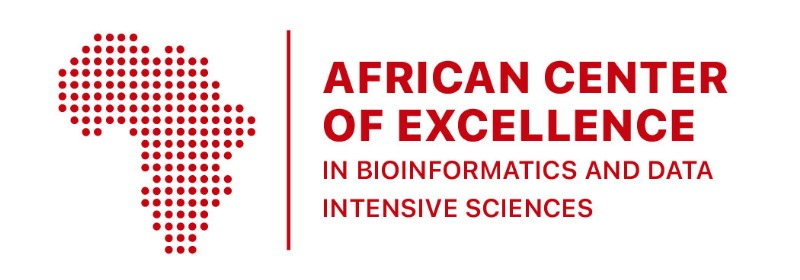 AFRICAN CENTER
OF EXCELLENCE
IN BIOINFORMATICS AND DATA
INTENSIVE SCIENCES